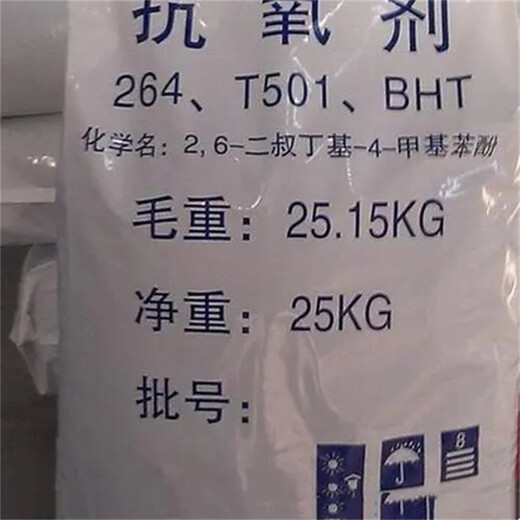 抗氧剂
264、T501、BHT
化学名：2,6-二叔丁基-4-甲基苯酚
毛重：25.15KG
净重：25KG
批号：
8